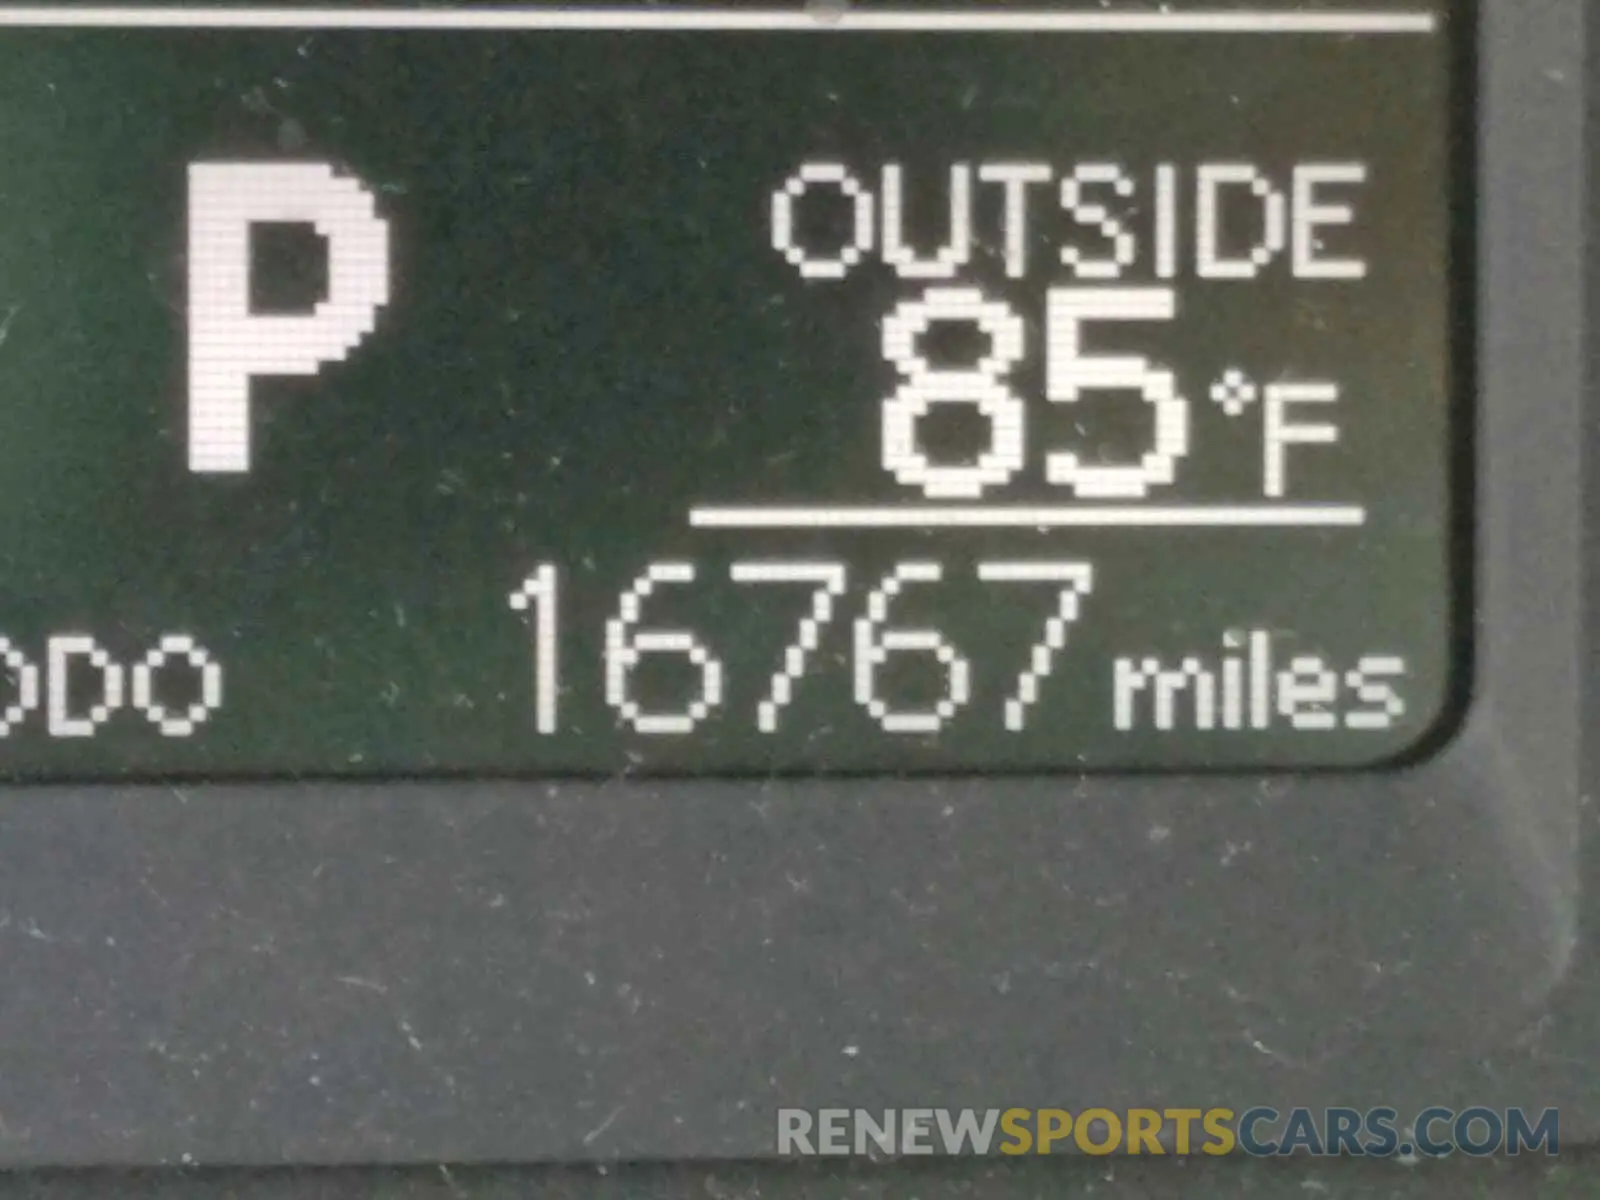 P
OUTSIDE
85 °F
ODO 16767 miles
RENEWSPORTSCARS.COM